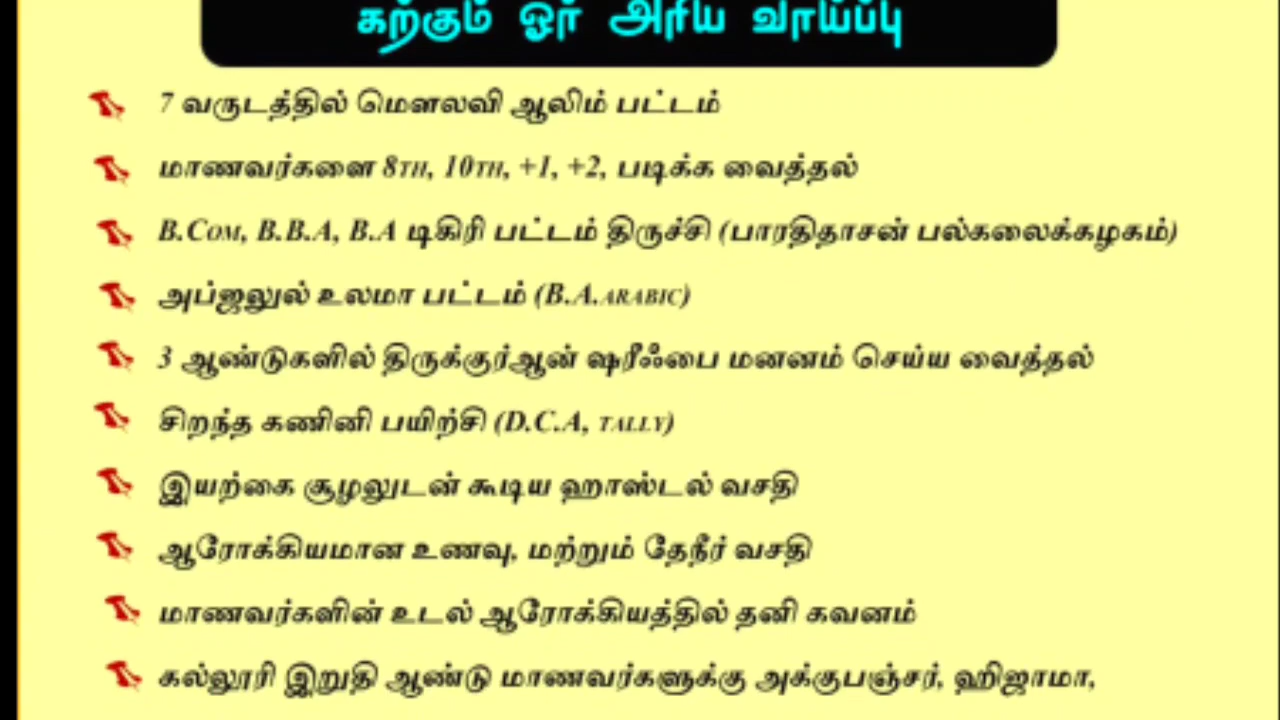 கற்கும் ஓர் அரிய வாய்ப்பு
7 வருடத்தில் மௌலவி ஆலிம் பட்டம்
மாணவர்களை 8TH, 10TH, +1, +2, படிக்க வைத்தல்
B.COM, B.B.A, B.A டிகிரி பட்டம் திருச்சி (பாரதிதாசன் பல்கலைக்கழகம்)
அப்ஜலுல் உலமா பட்டம் (B.A.ARABIC)
3 ஆண்டுகளில் திருக்குர்ஆன் ஷரீஃபை மனனம் செய்ய வைத்தல்
சிறந்த கணினி பயிற்சி (D.C.A, TALLY)
இயற்கை சூழலுடன் கூடிய ஹாஸ்டல் வசதி
ஆரோக்கியமான உணவு, மற்றும் தேநீர் வசதி
மாணவர்களின் உடல் ஆரோக்கியத்தில் தனி கவனம்
கல்லூரி இறுதி ஆண்டு மாணவர்களுக்கு அக்குபஞ்சர், ஹிஜாமா,